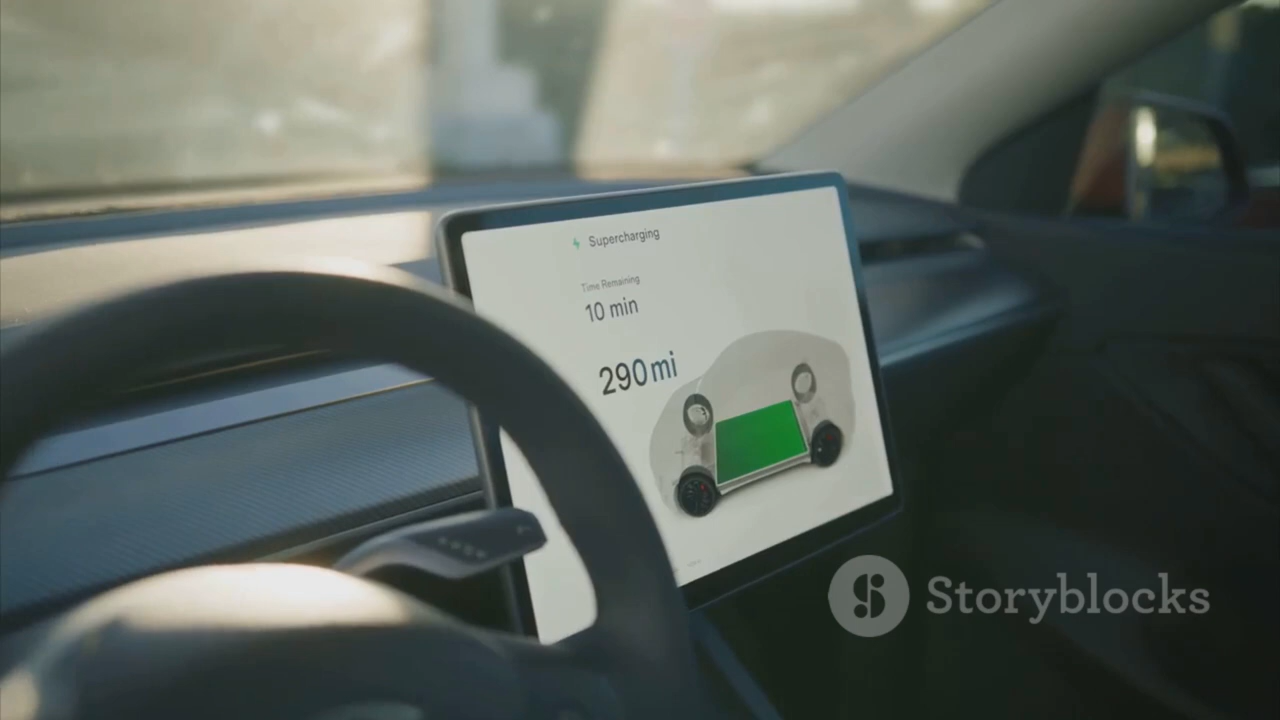 Supercharging
Time Remaining
10 min
290 mi
Storyblocks